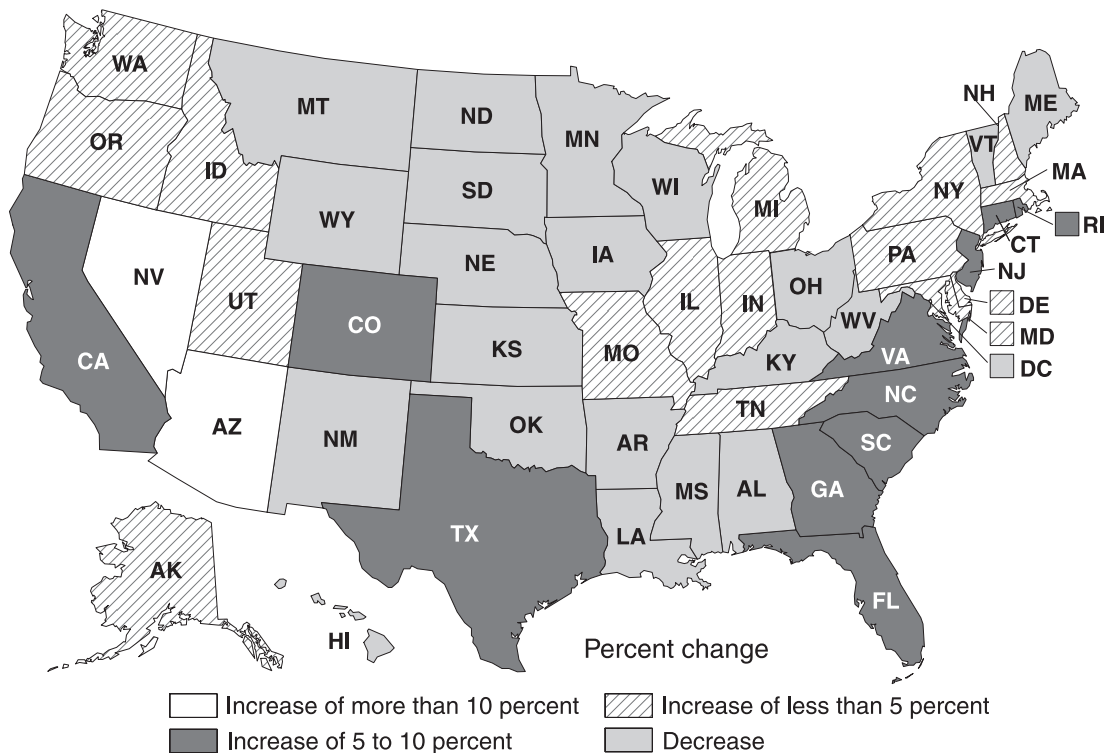 WA
MT
ND
MN
NH
ME
VT
OR
ID
SD
WI
MI
NY
MA
WY
RI
CT
IA
PA
NJ
NE
NV
UT
OH
IL
IN
DE
CO
WV
MD
CA
KS
MO
KY
VA
DC
NC
TN
AZ
NM
OK
AR
SC
MS
AL
GA
TX
LA
AK
FL
HI
Percent change
Increase of more than 10 percent
Increase of less than 5 percent
Increase of 5 to 10 percent
Decrease